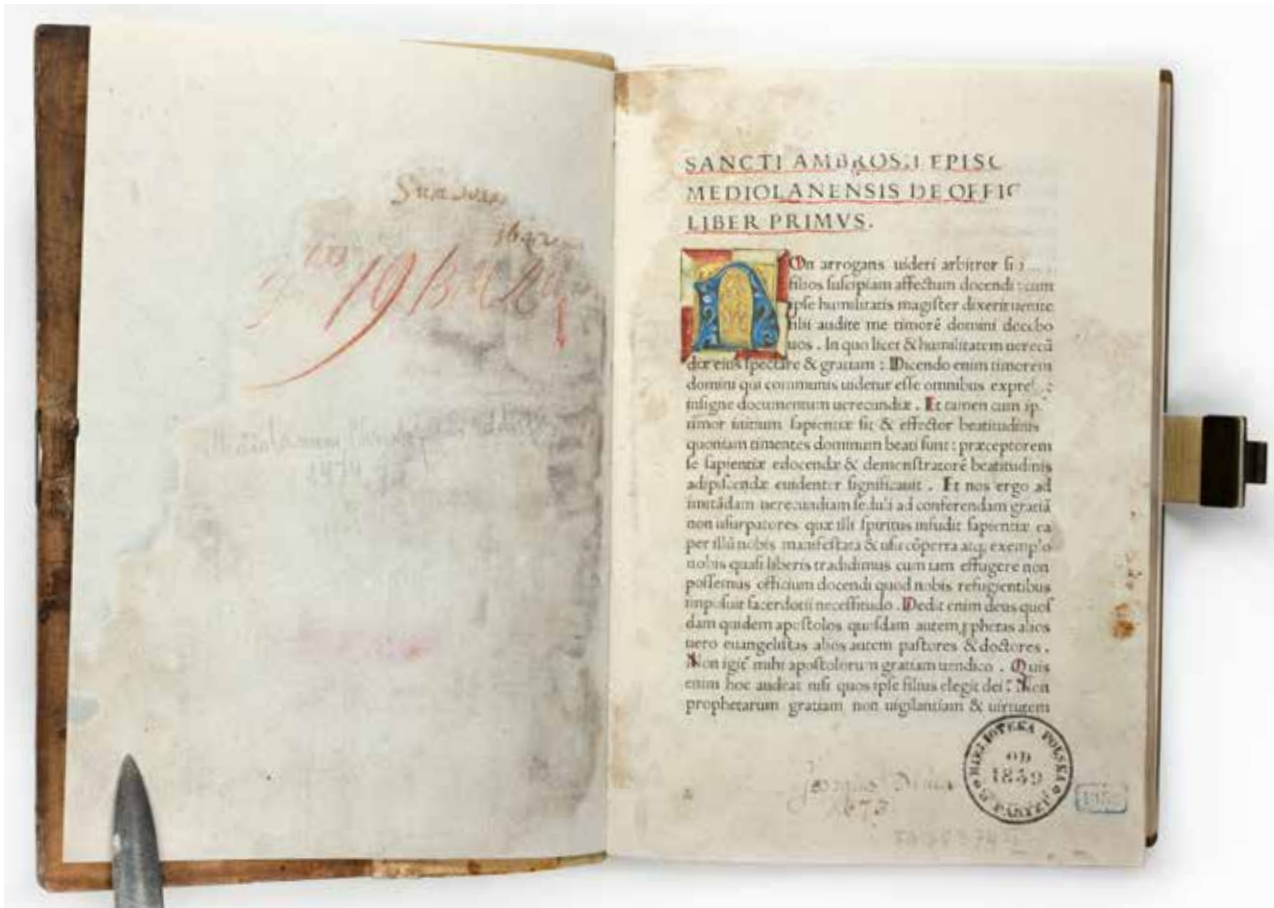 SANCTI AMBROSII EPISC
MEDIOLANENSIS DE OFFIC
LIBER PRIMVS.
NOn arrogans uideri arbitror si i
filios suscipiam affectum docendi : cum
ipse humilitatis magister dixerit uenite
filii audite me timorē domini docebo
uos . In quo licet & humilitatem uerecū
diæ eius spectare & gratiam : Dicendo enim timorem
domini qui communis uidetur esse omnibus expres
insigne documentum uerecundiæ . Et tamen cum ip
timor initium sapientiæ sit & effector beatitudinis
quoniam timentes dominum beati sunt : præceptorem
se sapientiæ edocendæ & demonstratorē beatitudinis
adipiscendæ euidenter significauit . Et nos ergo ad
imitādam uerecundiam seduli ad conferendam gratiā
non usurpatores quæ illi spiritus infudit sapientiæ ea
per illū nobis manifestata & uisu cōperta atq; exemplo
nobis quasi liberis tradidimus cum iam effugere non
possemus officium docendi quod nobis refugientibus
imposuit sacerdotii necessitudo . Dedit enim deus quos
dam quidem apostolos quosdam autem ꝓphetas alios
uero euangelistas alios autem pastores & doctores .
Non igit̄ mihi apostolorum gratiam uendico . Quis
enim hoc audeat nisi quos ipse filius elegit dei ? Non
prophetarum gratiam non uigilantiam & uirtutem
BIBLIOTEKA POLSKA
OD
1839
W PARYŻU